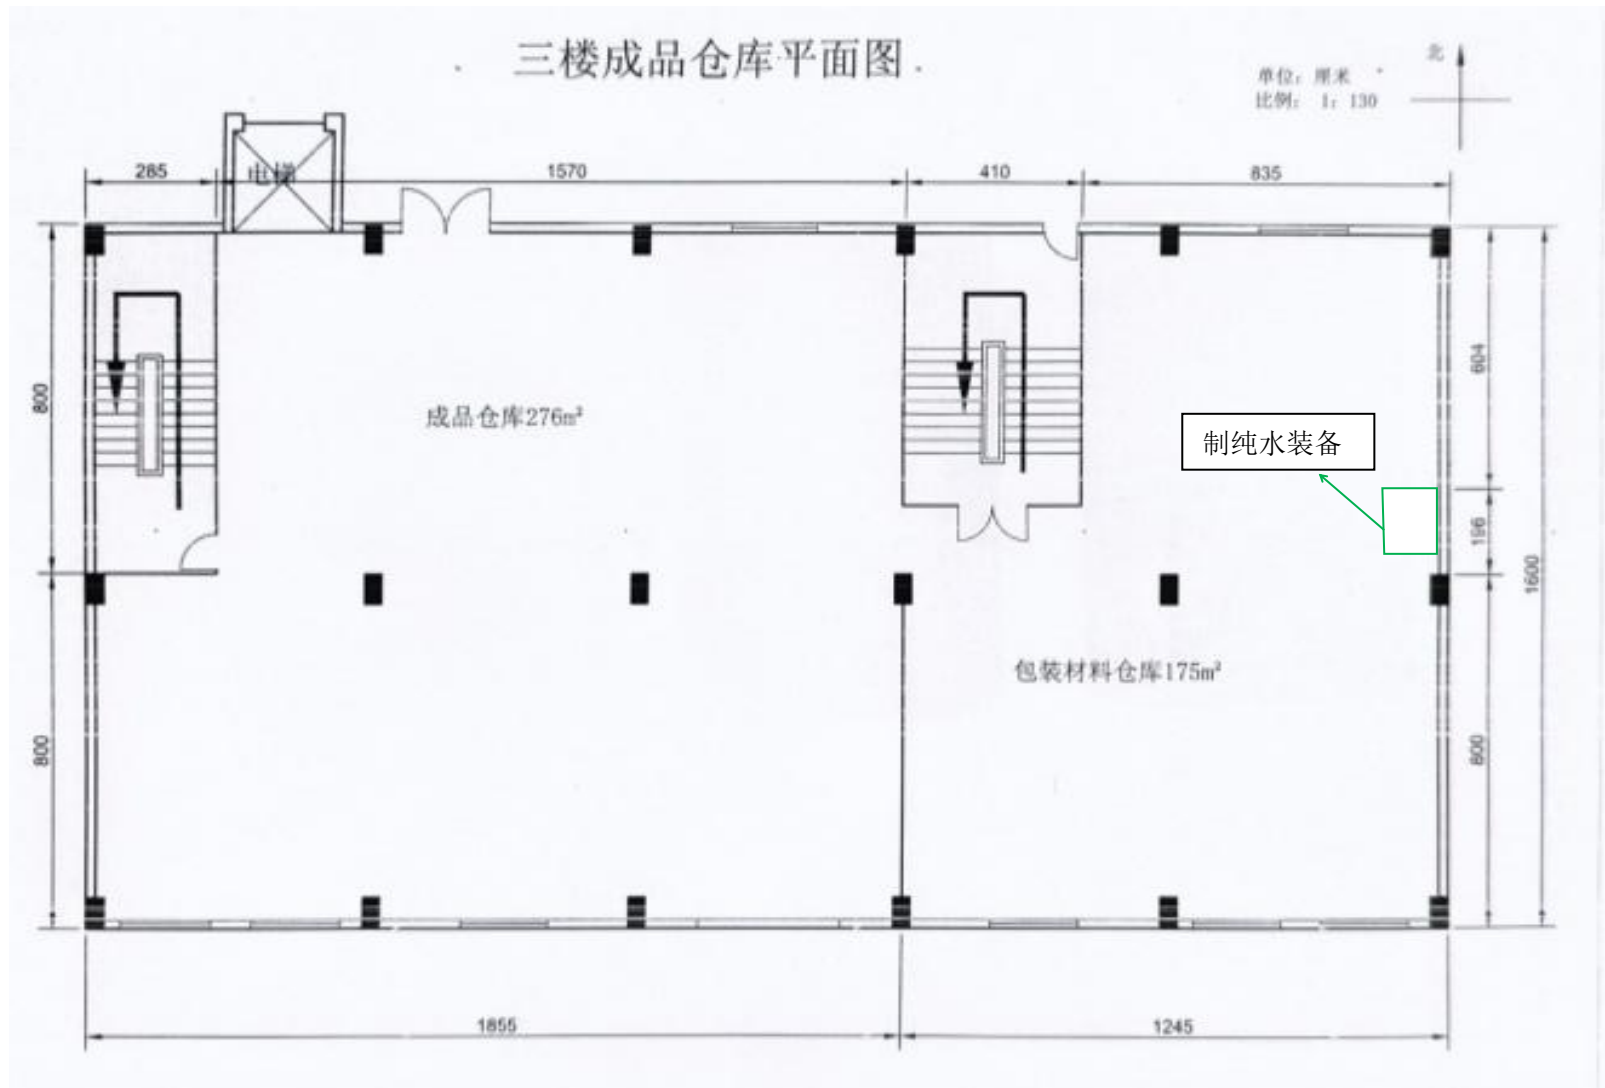 三楼成品仓库平面图
北
单位：厘米
比例： 1：130
285
电梯
1570
410
835
800
604
成品仓库276m²
制纯水装备
196
1600
包装材料仓库175m²
800
800
1855
1245